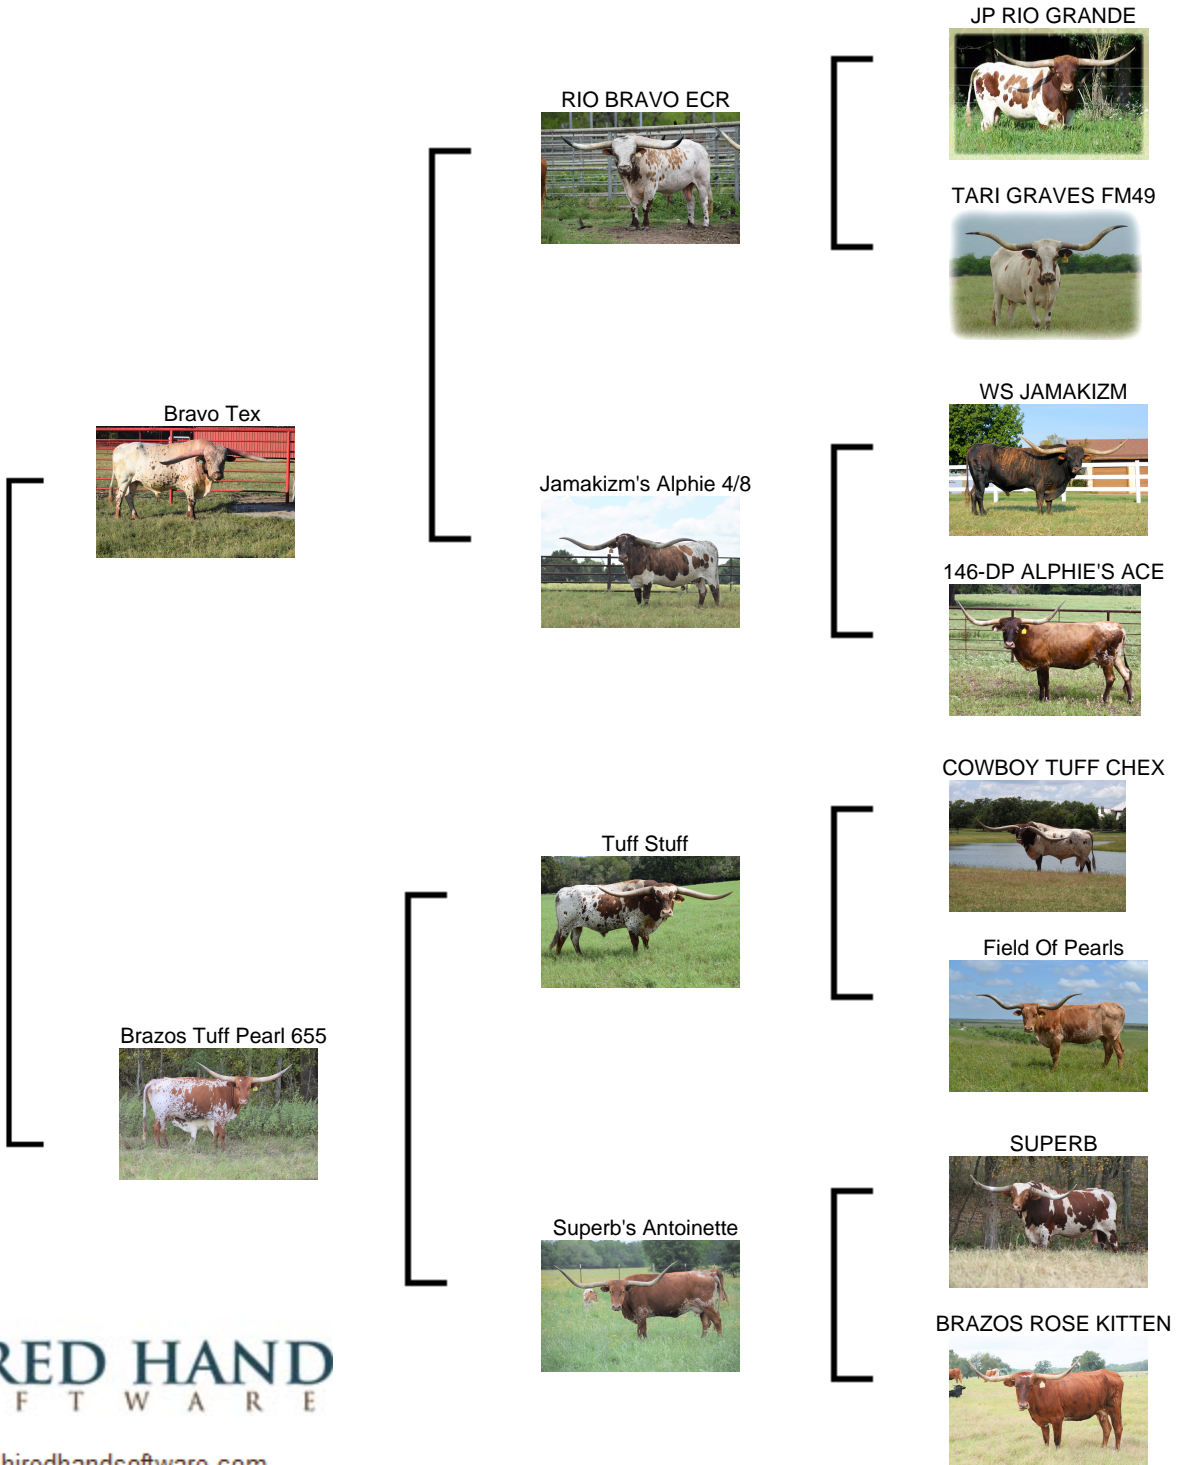 JP RIO GRANDE
RIO BRAVO ECR
TARI GRAVES FM49
WS JAMAKIZM
Bravo Tex
Jamakizm's Alphie 4/8
146-DP ALPHIE'S ACE
COWBOY TUFF CHEX
Tuff Stuff
Field Of Pearls
Brazos Tuff Pearl 655
SUPERB
Superb's Antoinette
BRAZOS ROSE KITTEN
RED HAND
F T W A R E
hiredhandsoftware.com